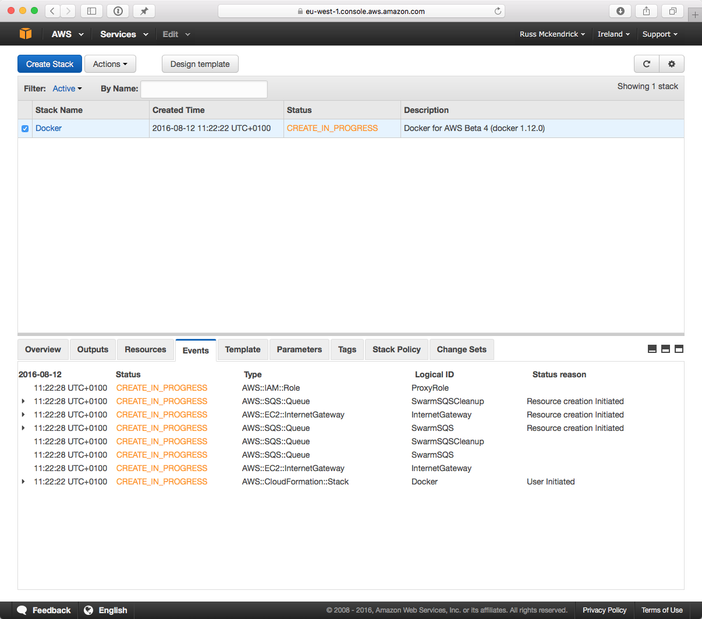 eu-west-1.console.aws.amazon.com
AWS Services Edit Russ Mckendrick Ireland Support
Create Stack Actions Design template
Filter: Active By Name: Showing 1 stack
Stack Name Created Time Status Description
Docker 2016-08-12 11:22:22 UTC+0100 CREATE_IN_PROGRESS Docker for AWS Beta 4 (docker 1.12.0)
Overview Outputs Resources Events Template Parameters Tags Stack Policy Change Sets
2016-08-12 Status Type Logical ID Status reason
11:22:28 UTC+0100 CREATE_IN_PROGRESS AWS::IAM::Role ProxyRole
11:22:28 UTC+0100 CREATE_IN_PROGRESS AWS::SQS::Queue SwarmSQSCleanup Resource creation Initiated
11:22:28 UTC+0100 CREATE_IN_PROGRESS AWS::EC2::InternetGateway InternetGateway Resource creation Initiated
11:22:28 UTC+0100 CREATE_IN_PROGRESS AWS::SQS::Queue SwarmSQS Resource creation Initiated
11:22:28 UTC+0100 CREATE_IN_PROGRESS AWS::SQS::Queue SwarmSQSCleanup
11:22:28 UTC+0100 CREATE_IN_PROGRESS AWS::SQS::Queue SwarmSQS
11:22:28 UTC+0100 CREATE_IN_PROGRESS AWS::EC2::InternetGateway InternetGateway
11:22:22 UTC+0100 CREATE_IN_PROGRESS AWS::CloudFormation::Stack Docker User Initiated
Feedback English © 2008 - 2016, Amazon Web Services, Inc. or its affiliates. All rights reserved. Privacy Policy Terms of Use